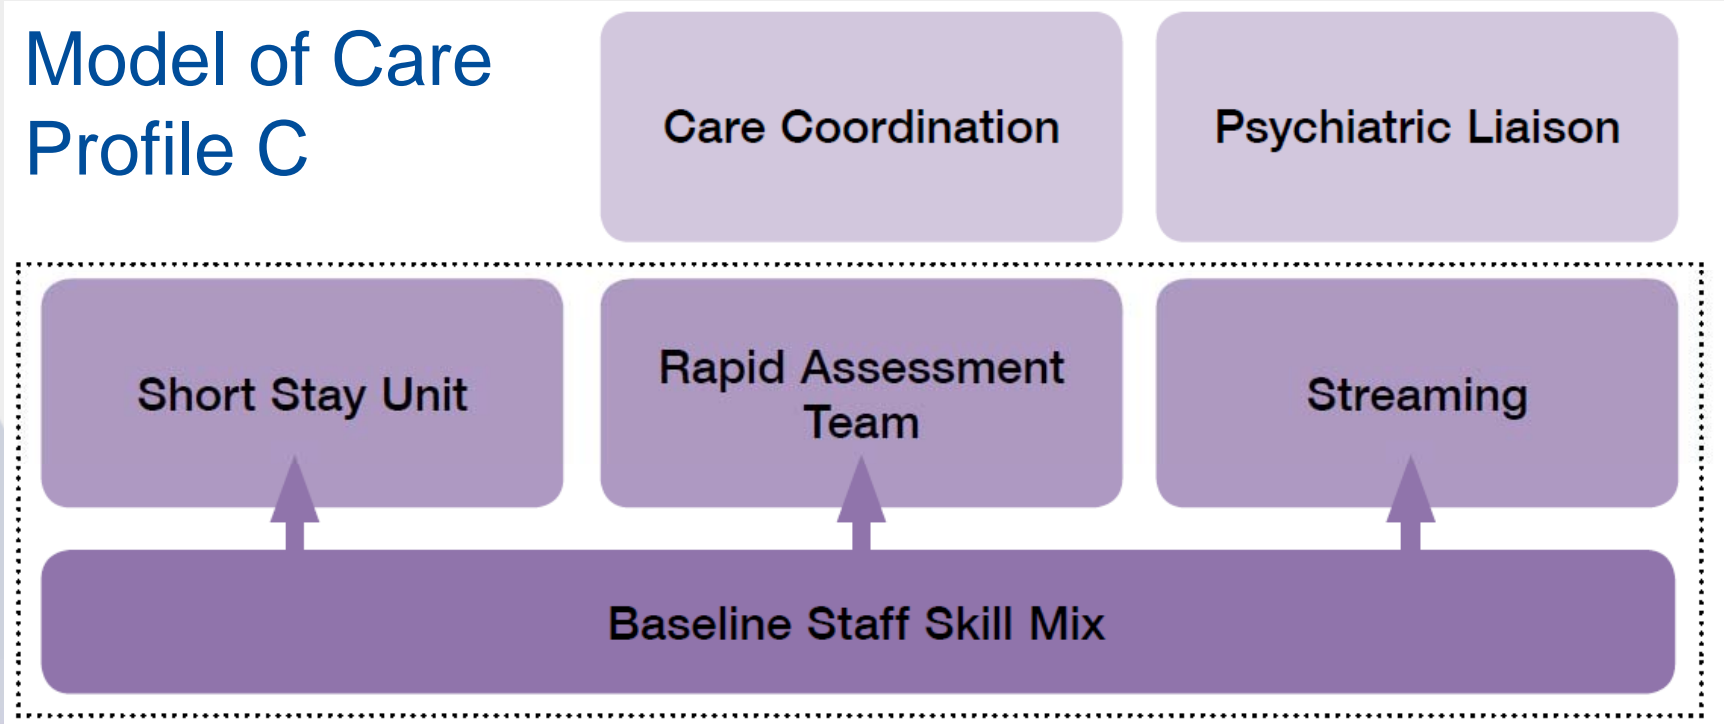 Model of Care
Profile C
Care Coordination
Psychiatric Liaison
Short Stay Unit
Rapid Assessment
Team
Streaming
Baseline Staff Skill Mix